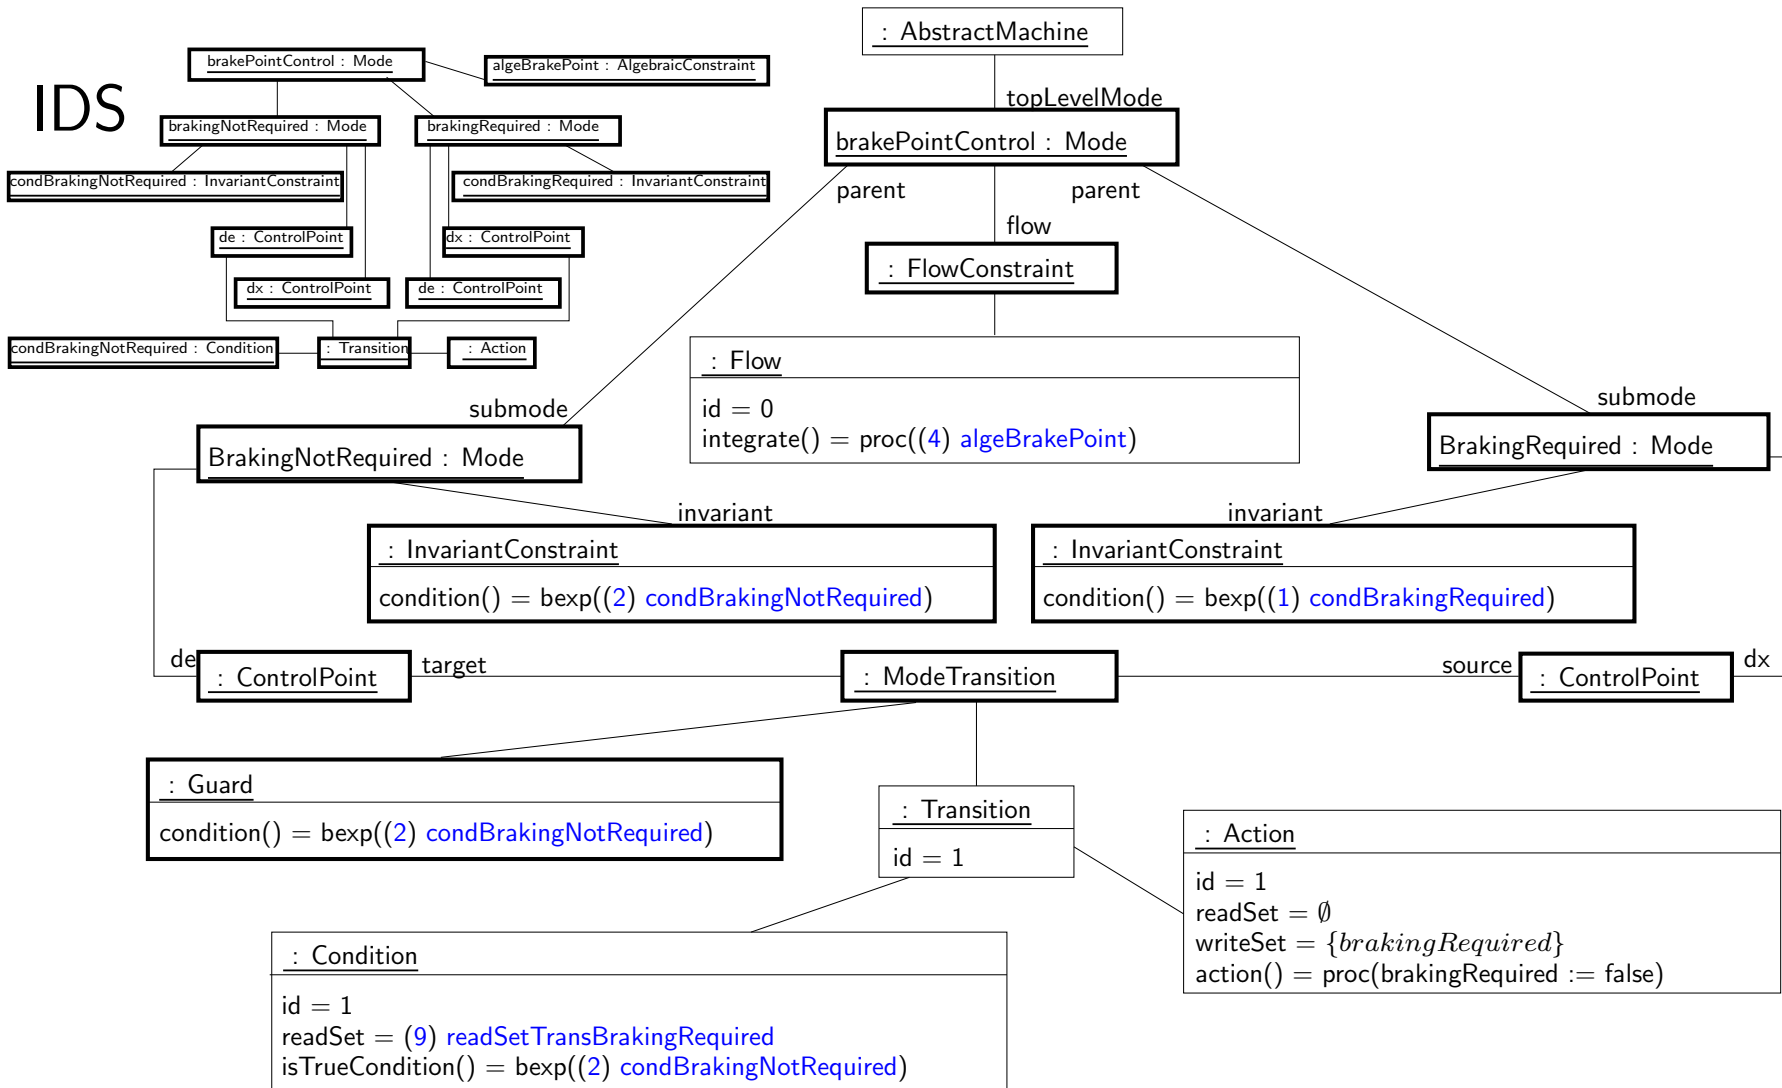 IDS
brakePointControl : Mode
algeBrakePoint : AlgebraicConstraint
brakingNotRequired : Mode
brakingRequired : Mode
condBrakingNotRequired : InvariantConstraint
condBrakingRequired : InvariantConstraint
de : ControlPoint
dx : ControlPoint
dx : ControlPoint
de : ControlPoint
condBrakingNotRequired : Condition
: Transition
: Action
: AbstractMachine
topLevelMode
brakePointControl : Mode
parent
parent
flow
: FlowConstraint
: Flow
id = 0
integrate() = proc((4) algeBrakePoint)
submode
submode
BrakingNotRequired : Mode
BrakingRequired : Mode
invariant
invariant
: InvariantConstraint
condition() = bexp((2) condBrakingNotRequired)
: InvariantConstraint
condition() = bexp((1) condBrakingRequired)
de
: ControlPoint
target
: ModeTransition
source
: ControlPoint
dx
: Guard
condition() = bexp((2) condBrakingNotRequired)
: Transition
id = 1
: Action
id = 1
readSet = ∅
writeSet = {brakingRequired}
action() = proc(brakingRequired := false)
: Condition
id = 1
readSet = (9) readSetTransBrakingRequired
isTrueCondition() = bexp((2) condBrakingNotRequired)